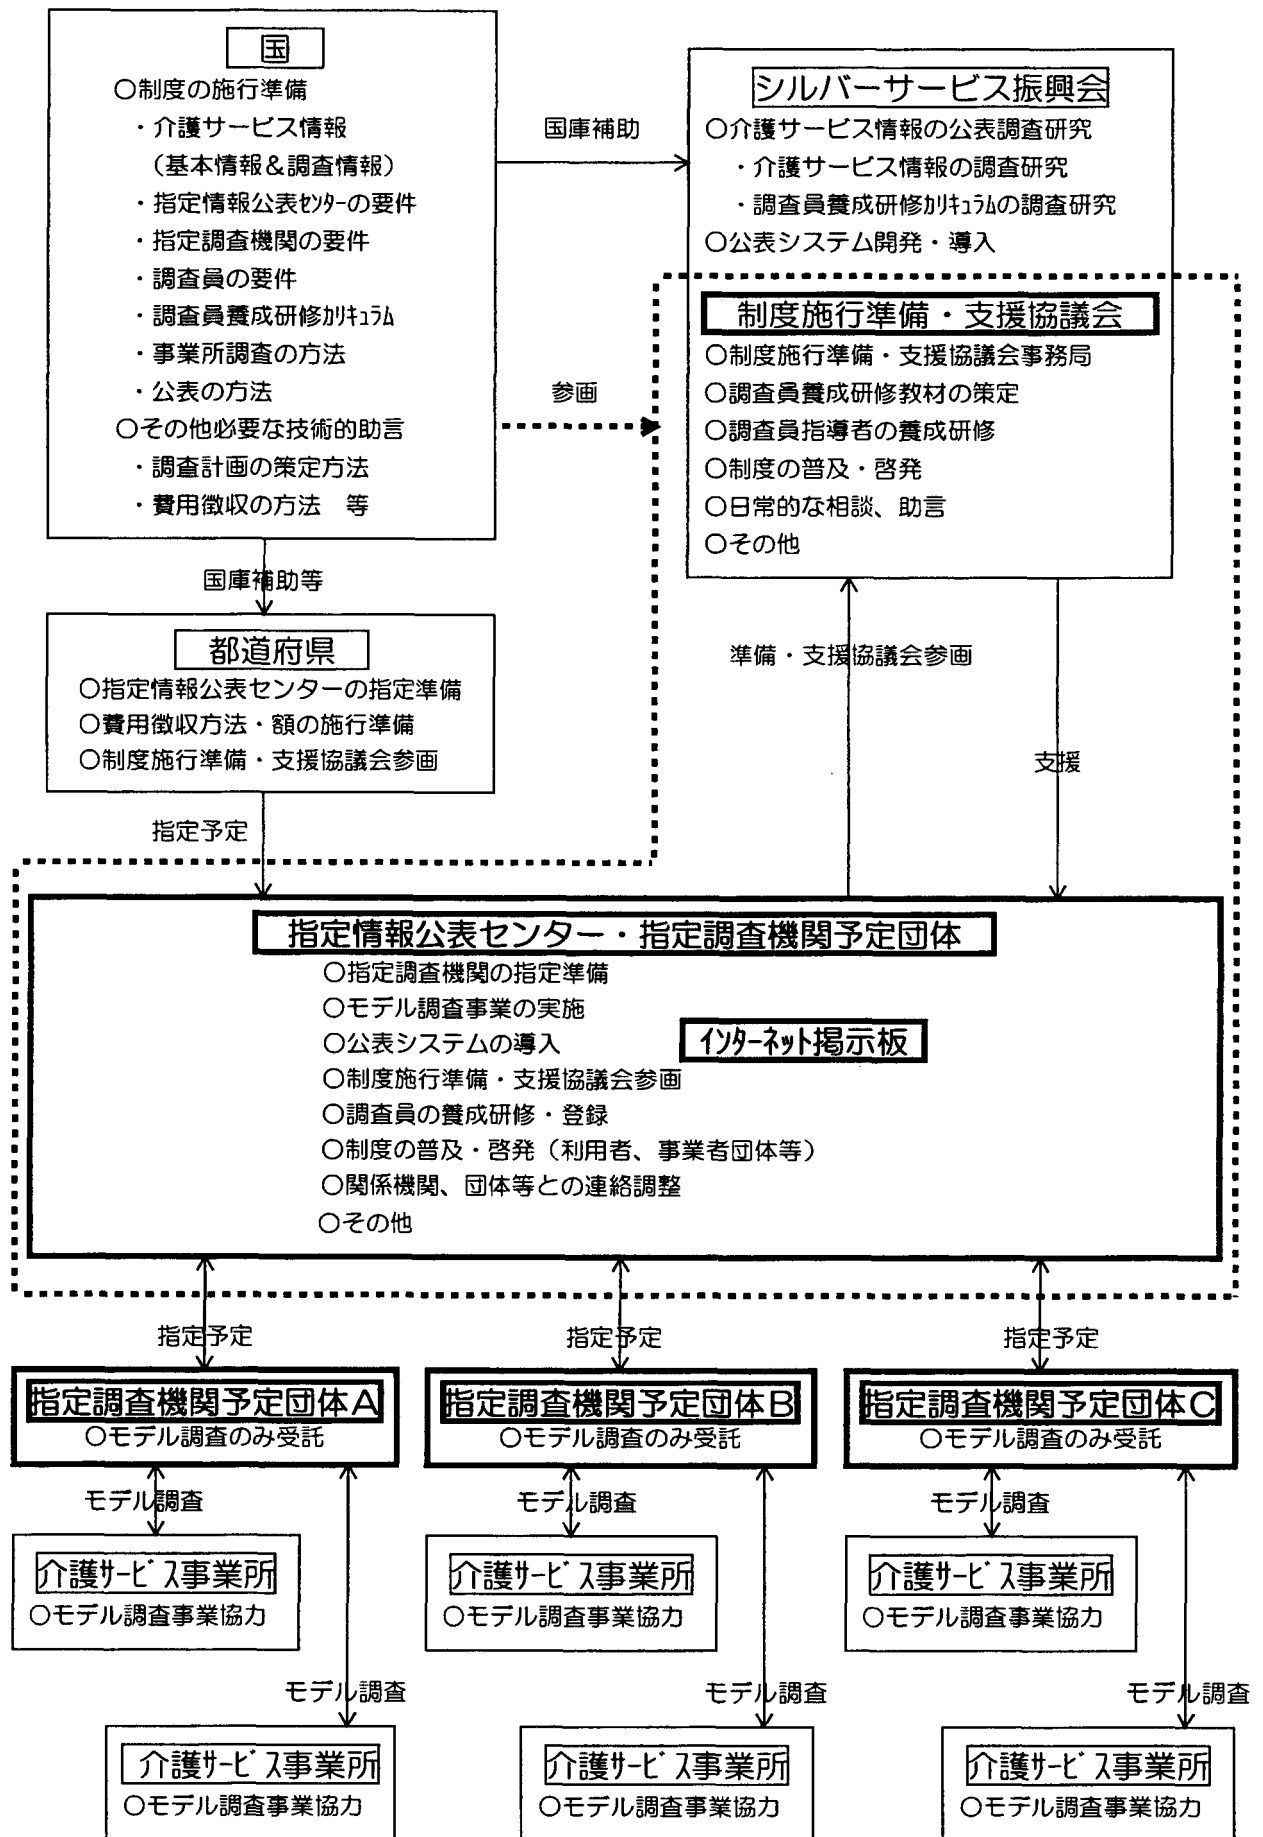 国
○制度の施行準備
・介護サービス情報
（基本情報＆調査情報）
・指定情報公表ｾﾝﾀｰの要件
・指定調査機関の要件
・調査員の要件
・調査員養成研修ｶﾘｷｭﾗﾑ
・事業所調査の方法
・公表の方法
○その他必要な技術的助言
・調査計画の策定方法
・費用徴収の方法　等
国庫補助
参画
シルバーサービス振興会
○介護サービス情報の公表調査研究
・介護サービス情報の調査研究
・調査員養成研修ｶﾘｷｭﾗﾑの調査研究
○公表システム開発・導入
制度施行準備・支援協議会
○制度施行準備・支援協議会事務局
○調査員養成研修教材の策定
○調査員指導者の養成研修
○制度の普及・啓発
○日常的な相談、助言
○その他
国庫補助等
都道府県
○指定情報公表センターの指定準備
○費用徴収方法・額の施行準備
○制度施行準備・支援協議会参画
準備・支援協議会参画
支援
指定予定
指定情報公表センター・指定調査機関予定団体
○指定調査機関の指定準備
○モデル調査事業の実施
○公表システムの導入
ｲﾝﾀｰﾈｯﾄ掲示板
○制度施行準備・支援協議会参画
○調査員の養成研修・登録
○制度の普及・啓発（利用者、事業者団体等）
○関係機関、団体等との連絡調整
○その他
指定予定
指定予定
指定予定
指定調査機関予定団体A
○モデル調査のみ受託
指定調査機関予定団体B
○モデル調査のみ受託
指定調査機関予定団体C
○モデル調査のみ受託
モデル調査
モデル調査
モデル調査
介護ｻｰﾋﾞｽ事業所
○モデル調査事業協力
介護ｻｰﾋﾞｽ事業所
○モデル調査事業協力
介護ｻｰﾋﾞｽ事業所
○モデル調査事業協力
モデル調査
モデル調査
モデル調査
介護ｻｰﾋﾞｽ事業所
○モデル調査事業協力
介護ｻｰﾋﾞｽ事業所
○モデル調査事業協力
介護ｻｰﾋﾞｽ事業所
○モデル調査事業協力